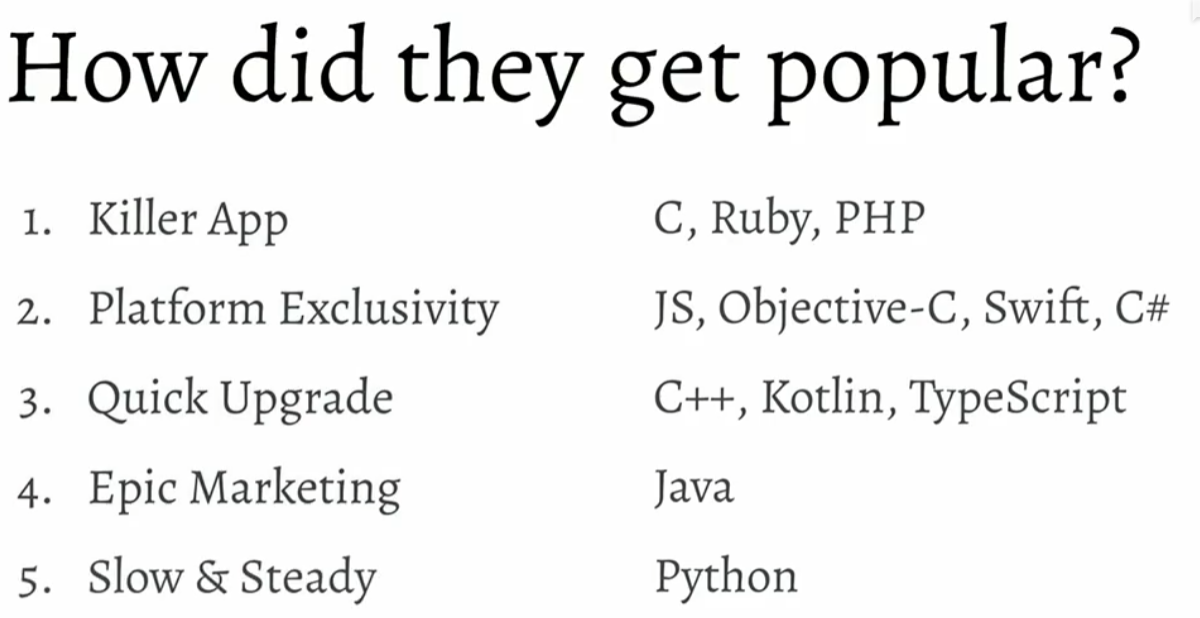 How did they get popular?
1. Killer App C, Ruby, PHP
2. Platform Exclusivity JS, Objective-C, Swift, C#
3. Quick Upgrade C++, Kotlin, TypeScript
4. Epic Marketing Java
5. Slow & Steady Python